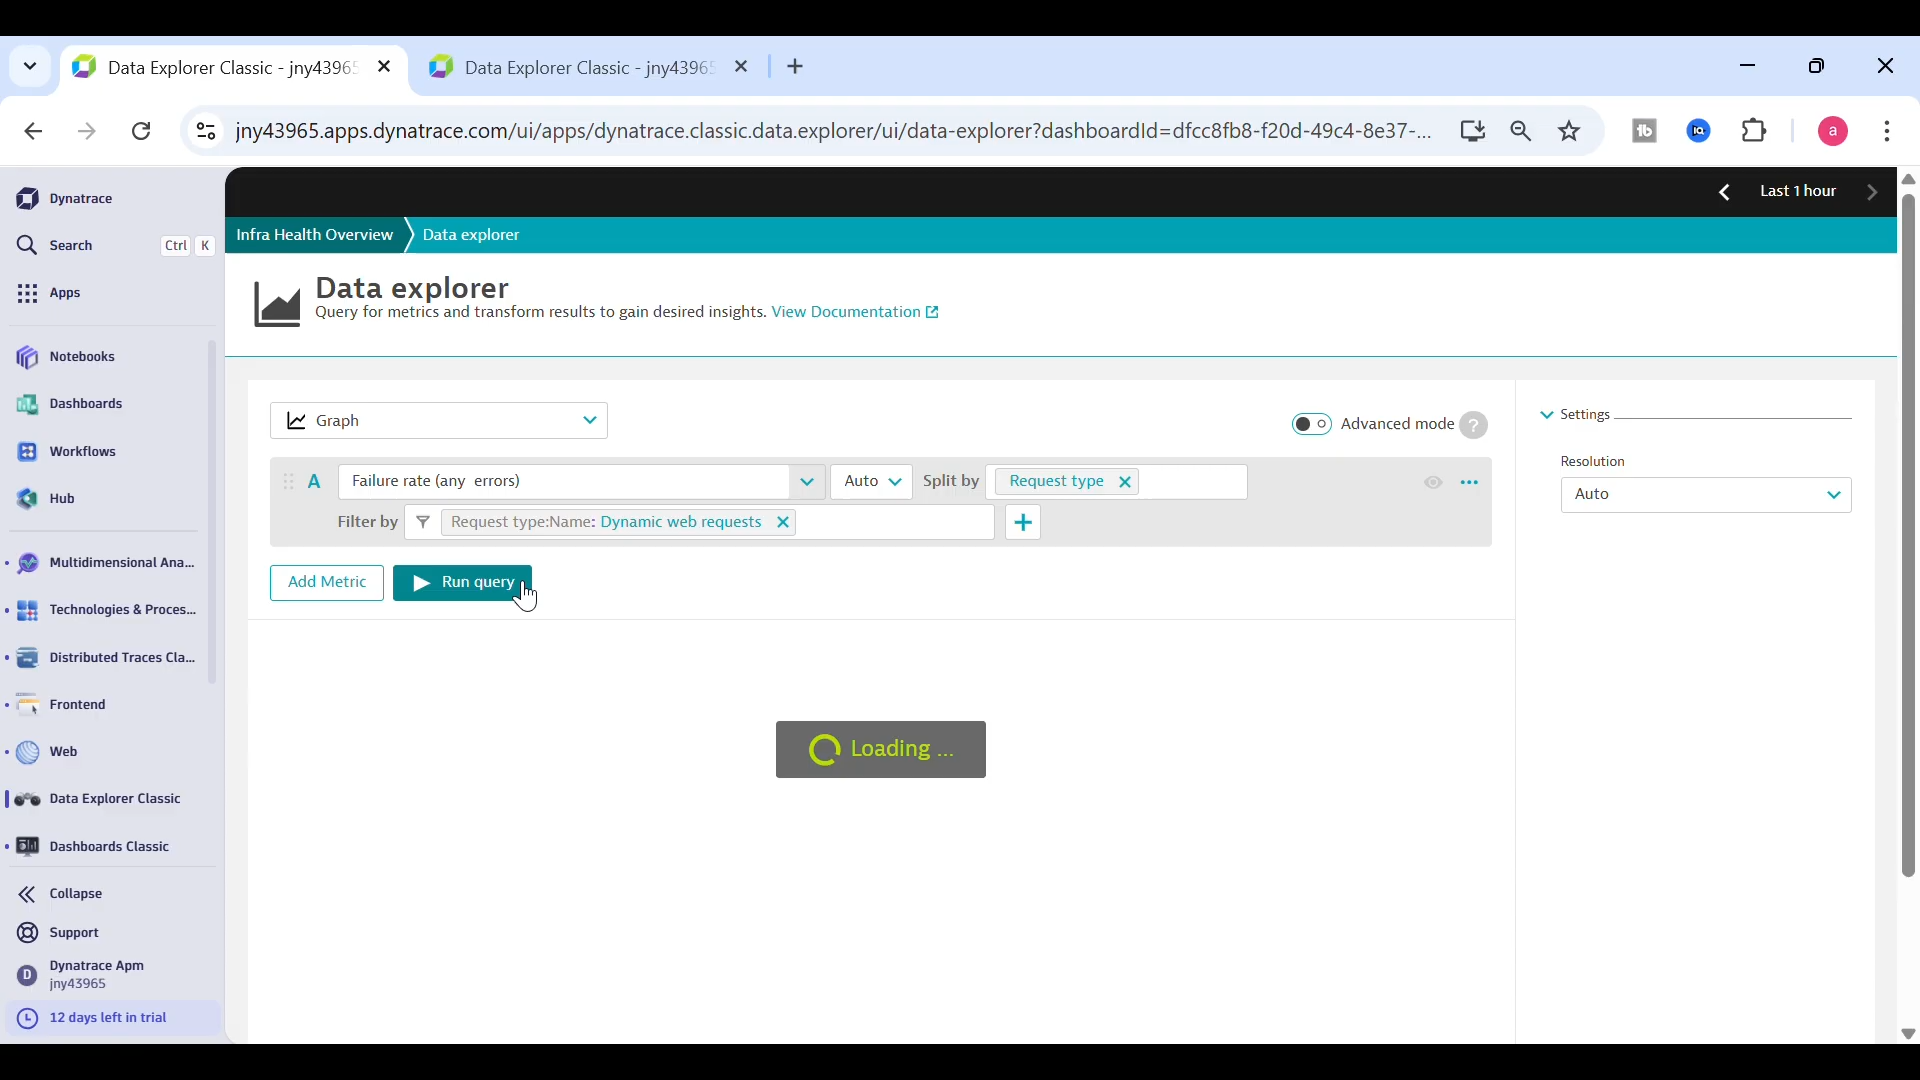 Data Explorer Classic - jny4396
Data Explorer Classic - jny4396
jny43965.apps.dynatrace.com/ui/apps/dynatrace.classic.data.explorer/ui/data-explorer?dashboardId=dfcc8fb8-f20d-49c4-8e37-...
tb
IQ
a
Dynatrace
Search Ctrl K
Apps
Notebooks
Dashboards
Workflows
Hub
Multidimensional Ana...
Technologies & Proces...
Distributed Traces Cla...
Frontend
Web
Data Explorer Classic
Dashboards Classic
Collapse
Support
D
Dynatrace Apm
jny43965
12 days left in trial
Last 1 hour
Infra Health Overview Data explorer
Data explorer
Query for metrics and transform results to gain desired insights. View Documentation
Graph
Advanced mode ?
A Failure rate (any errors) Auto Split by Request type
Filter by Request type:Name: Dynamic web requests
Add Metric Run query
Loading ...
Settings
Resolution
Auto